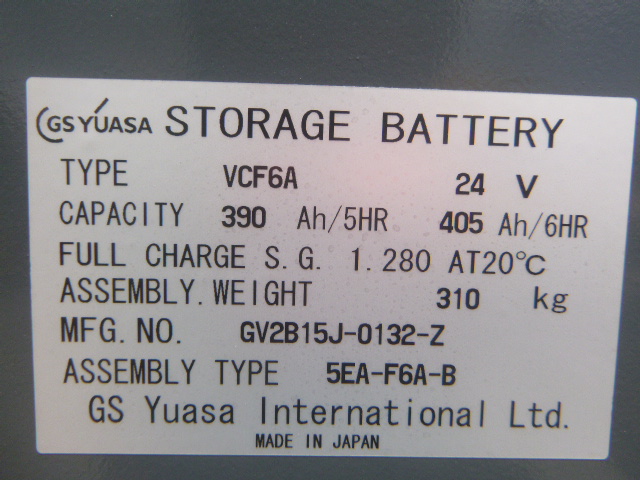 GS YUASA STORAGE BATTERY
TYPE VCF6A 24 V
CAPACITY 390 Ah/5HR 405 Ah/6HR
FULL CHARGE S.G. 1.280 AT20℃
ASSEMBLY.WEIGHT 310 kg
MFG.NO. GV2B15J-0132-Z
ASSEMBLY TYPE 5EA-F6A-B
GS Yuasa International Ltd.
MADE IN JAPAN